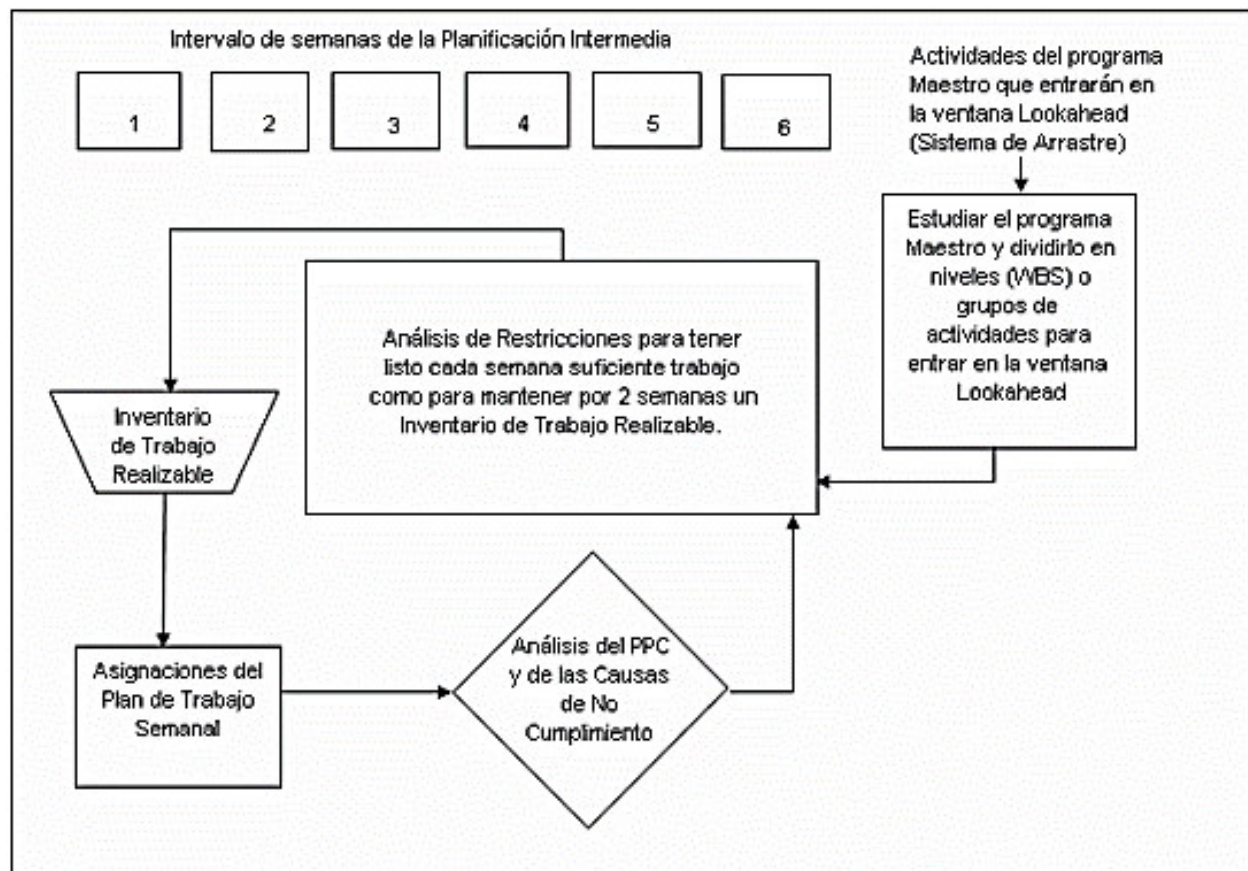 Intervalo de semanas de la Planificación Intermedia
1 2 3 4 5 6
Actividades del programa
Maestro que entrarán en
la ventana Lookahead
(Sistema de Arrastre)
Estudiar el programa
Maestro y dividirlo en
niveles (WBS) o
grupos de
actividades para
entrar en la ventana
Lookahead
Análisis de Restricciones para tener
listo cada semana suficiente trabajo
como para mantener por 2 semanas un
Inventario de Trabajo Realizable.
Inventario
de Trabajo
Realizable
Asignaciones del
Plan de Trabajo
Semanal
Análisis del PPC
y de las Causas
de No
Cumplimiento